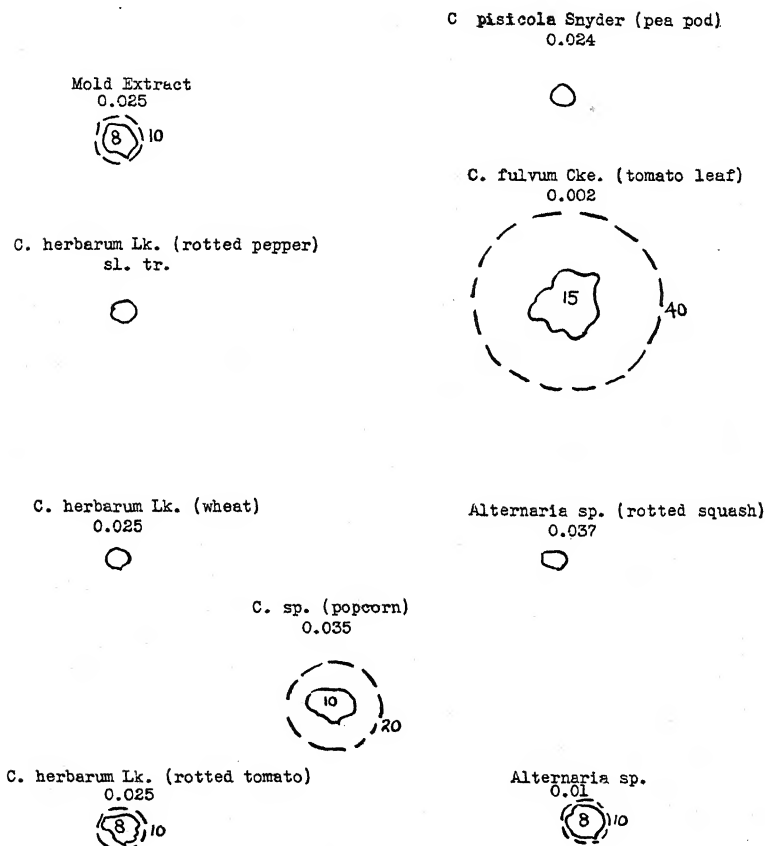 C pisicola Snyder (pea pod)
0.024
Mold Extract
0.025
8 10
C. fulvum Cke. (tomato leaf)
0.002
15
40
C. herbarum Lk. (rotted pepper)
sl. tr.
C. herbarum Lk. (wheat)
0.025
Alternaria sp. (rotted squash)
0.037
C. sp. (popcorn)
0.035
10
20
C. herbarum Lk. (rotted tomato)
0.025
8 10
Alternaria sp.
0.01
8 10